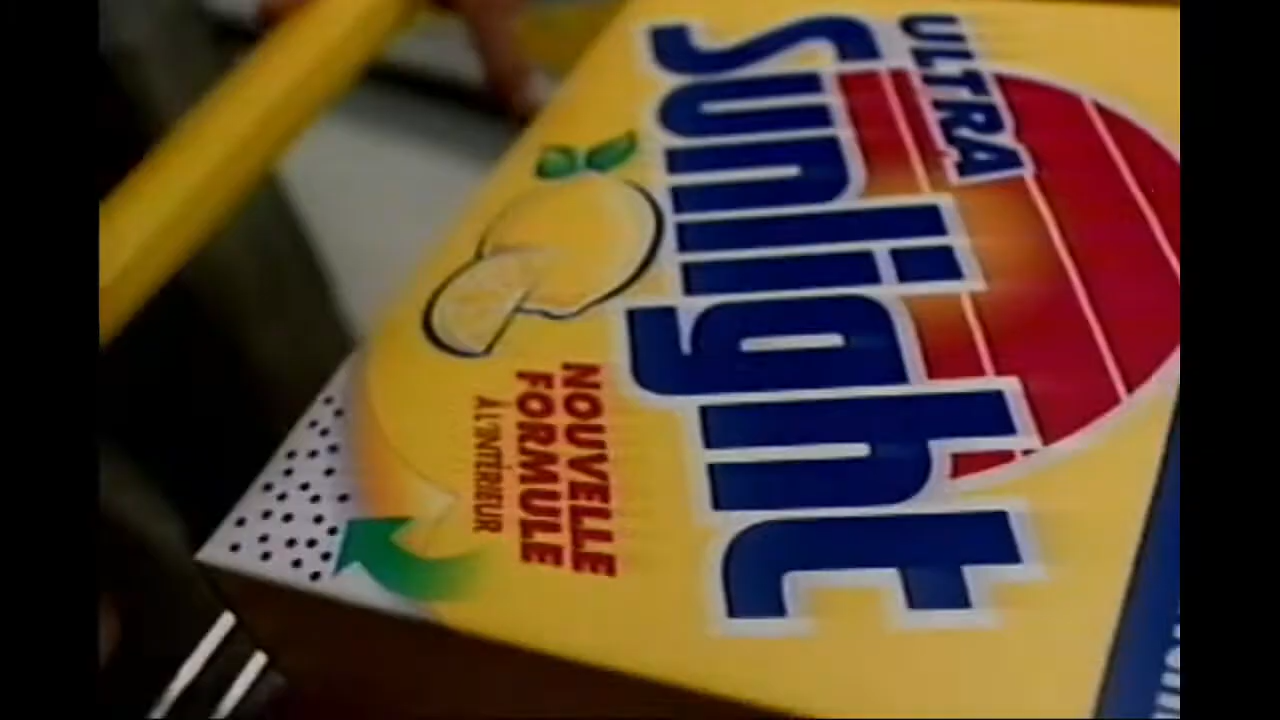 ULTRA
Sunlight
NOUVELLE
FORMULE
À L'INTÉRIEUR